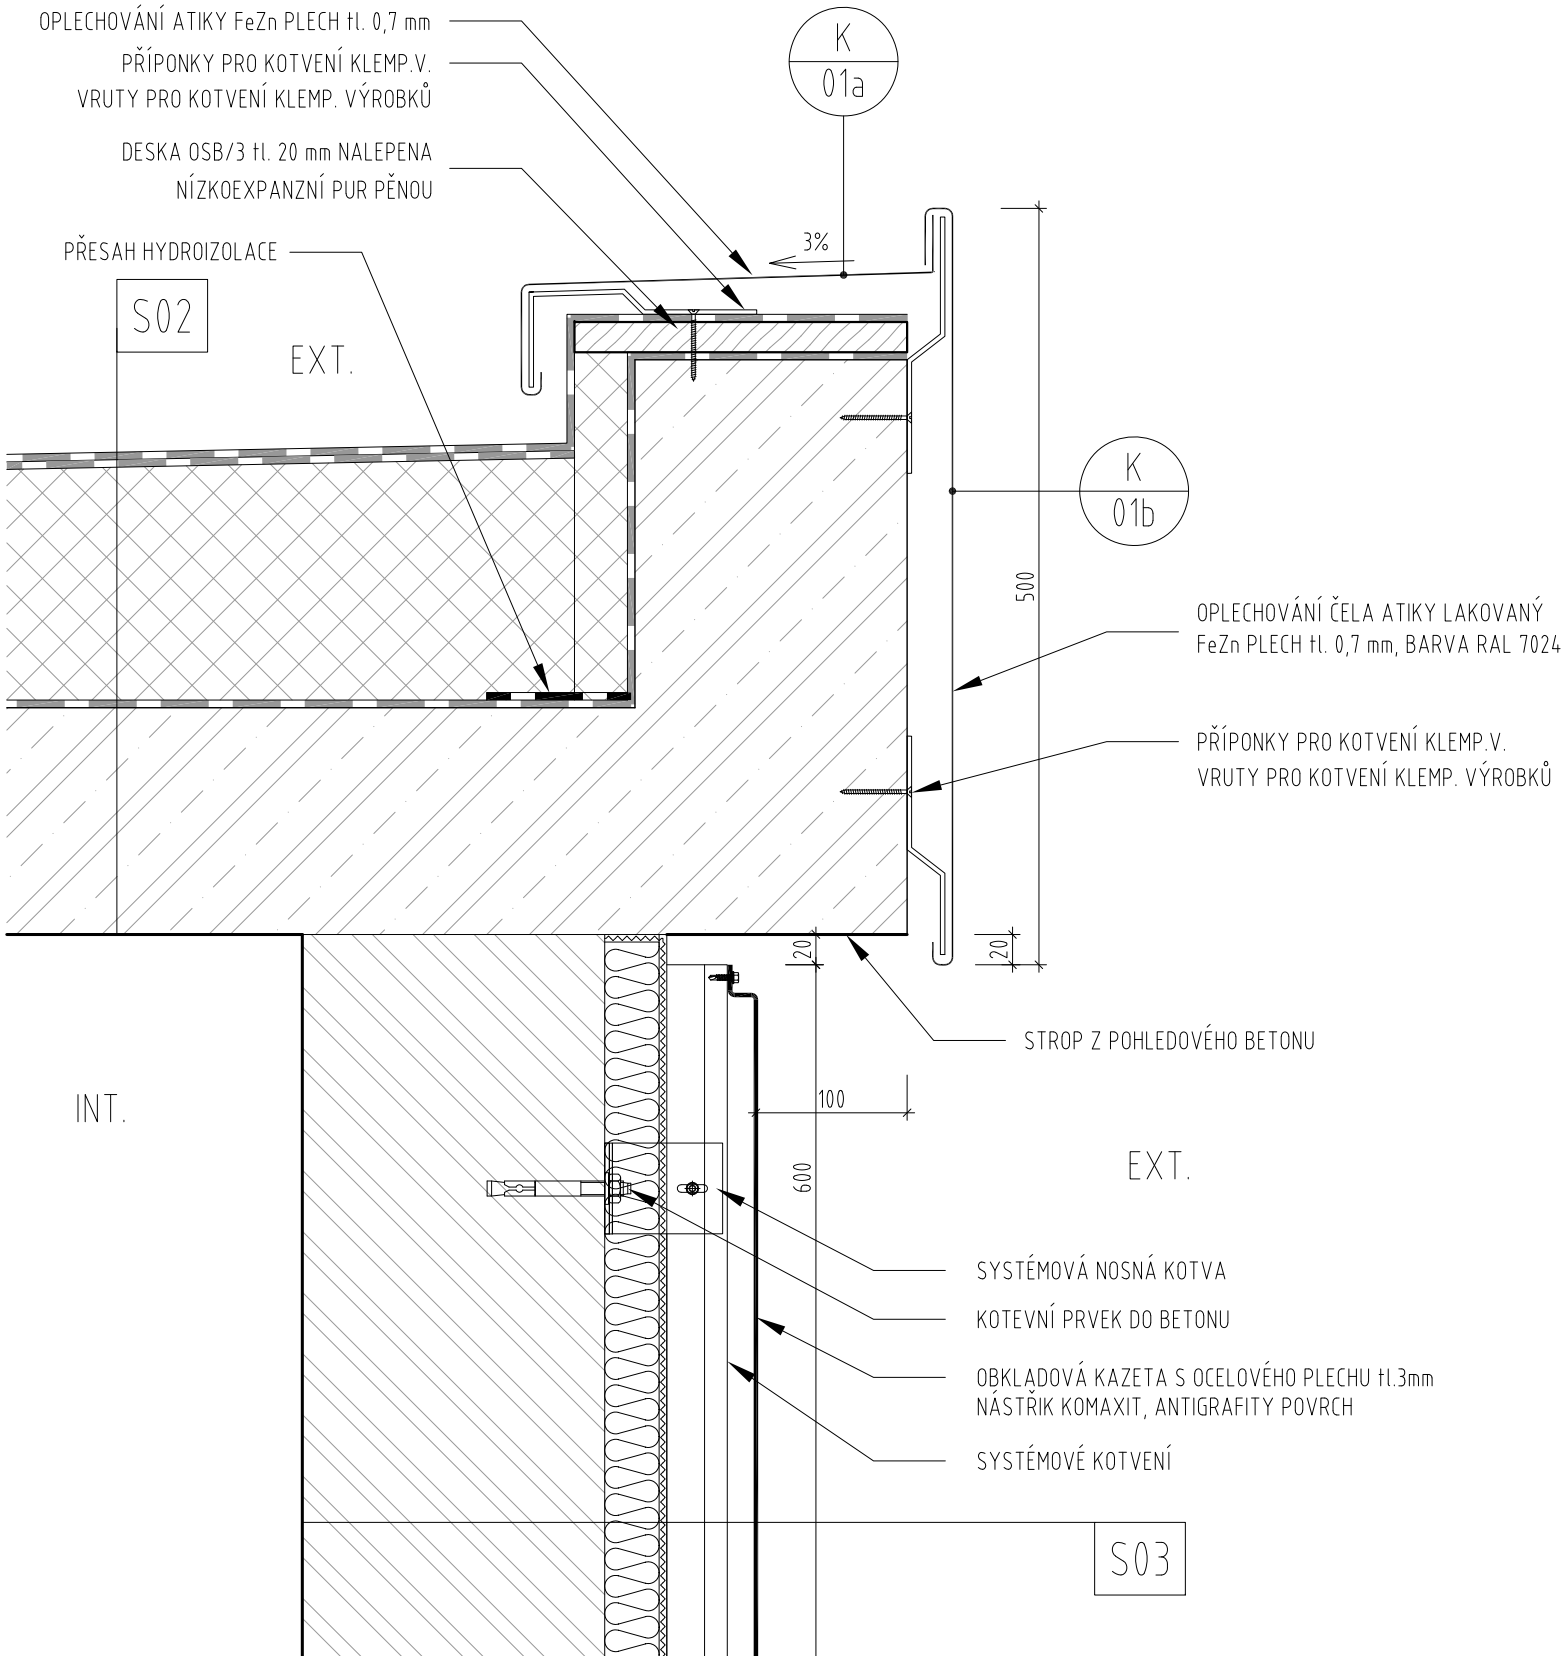 OPLECHOVÁNÍ ATIKY FeZn PLECH tl. 0,7 mm
PŘÍPONKY PRO KOTVENÍ KLEMP.V.
VRUTY PRO KOTVENÍ KLEMP. VÝROBKŮ
DESKA OSB/3 tl. 20 mm NALEPENA
NÍZKOEXPANZNÍ PUR PĚNOU
PŘESAH HYDROIZOLACE
S02
EXT.
K
01a
3%
K
01b
500
OPLECHOVÁNÍ ČELA ATIKY LAKOVANÝ
FeZn PLECH tl. 0,7 mm, BARVA RAL 7024
PŘÍPONKY PRO KOTVENÍ KLEMP.V.
VRUTY PRO KOTVENÍ KLEMP. VÝROBKŮ
20
20
STROP Z POHLEDOVÉHO BETONU
INT.
100
EXT.
600
SYSTÉMOVÁ NOSNÁ KOTVA
KOTEVNÍ PRVEK DO BETONU
OBKLADOVÁ KAZETA S OCELOVÉHO PLECHU tl.3mm
NÁSTŘIK KOMAXIT, ANTIGRAFITY POVRCH
SYSTÉMOVÉ KOTVENÍ
S03